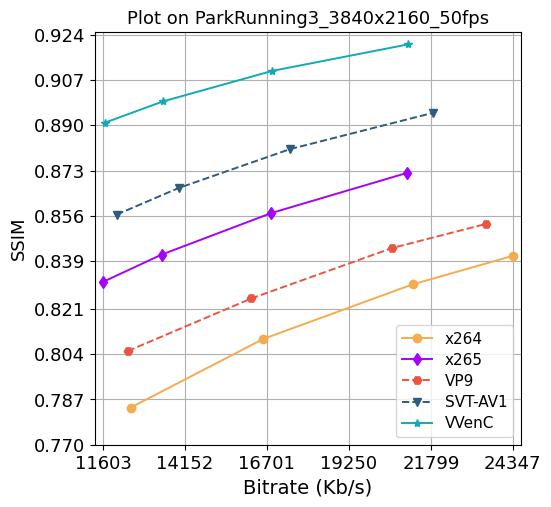 Plot on ParkRunning3_3840x2160_50fps
SSIM
0.924
0.907
0.890
0.873
0.856
0.839
0.821
0.804
0.787
0.770
x264
x265
VP9
SVT-AV1
VVenC
11603 14152 16701 19250 21799 24347
Bitrate (Kb/s)